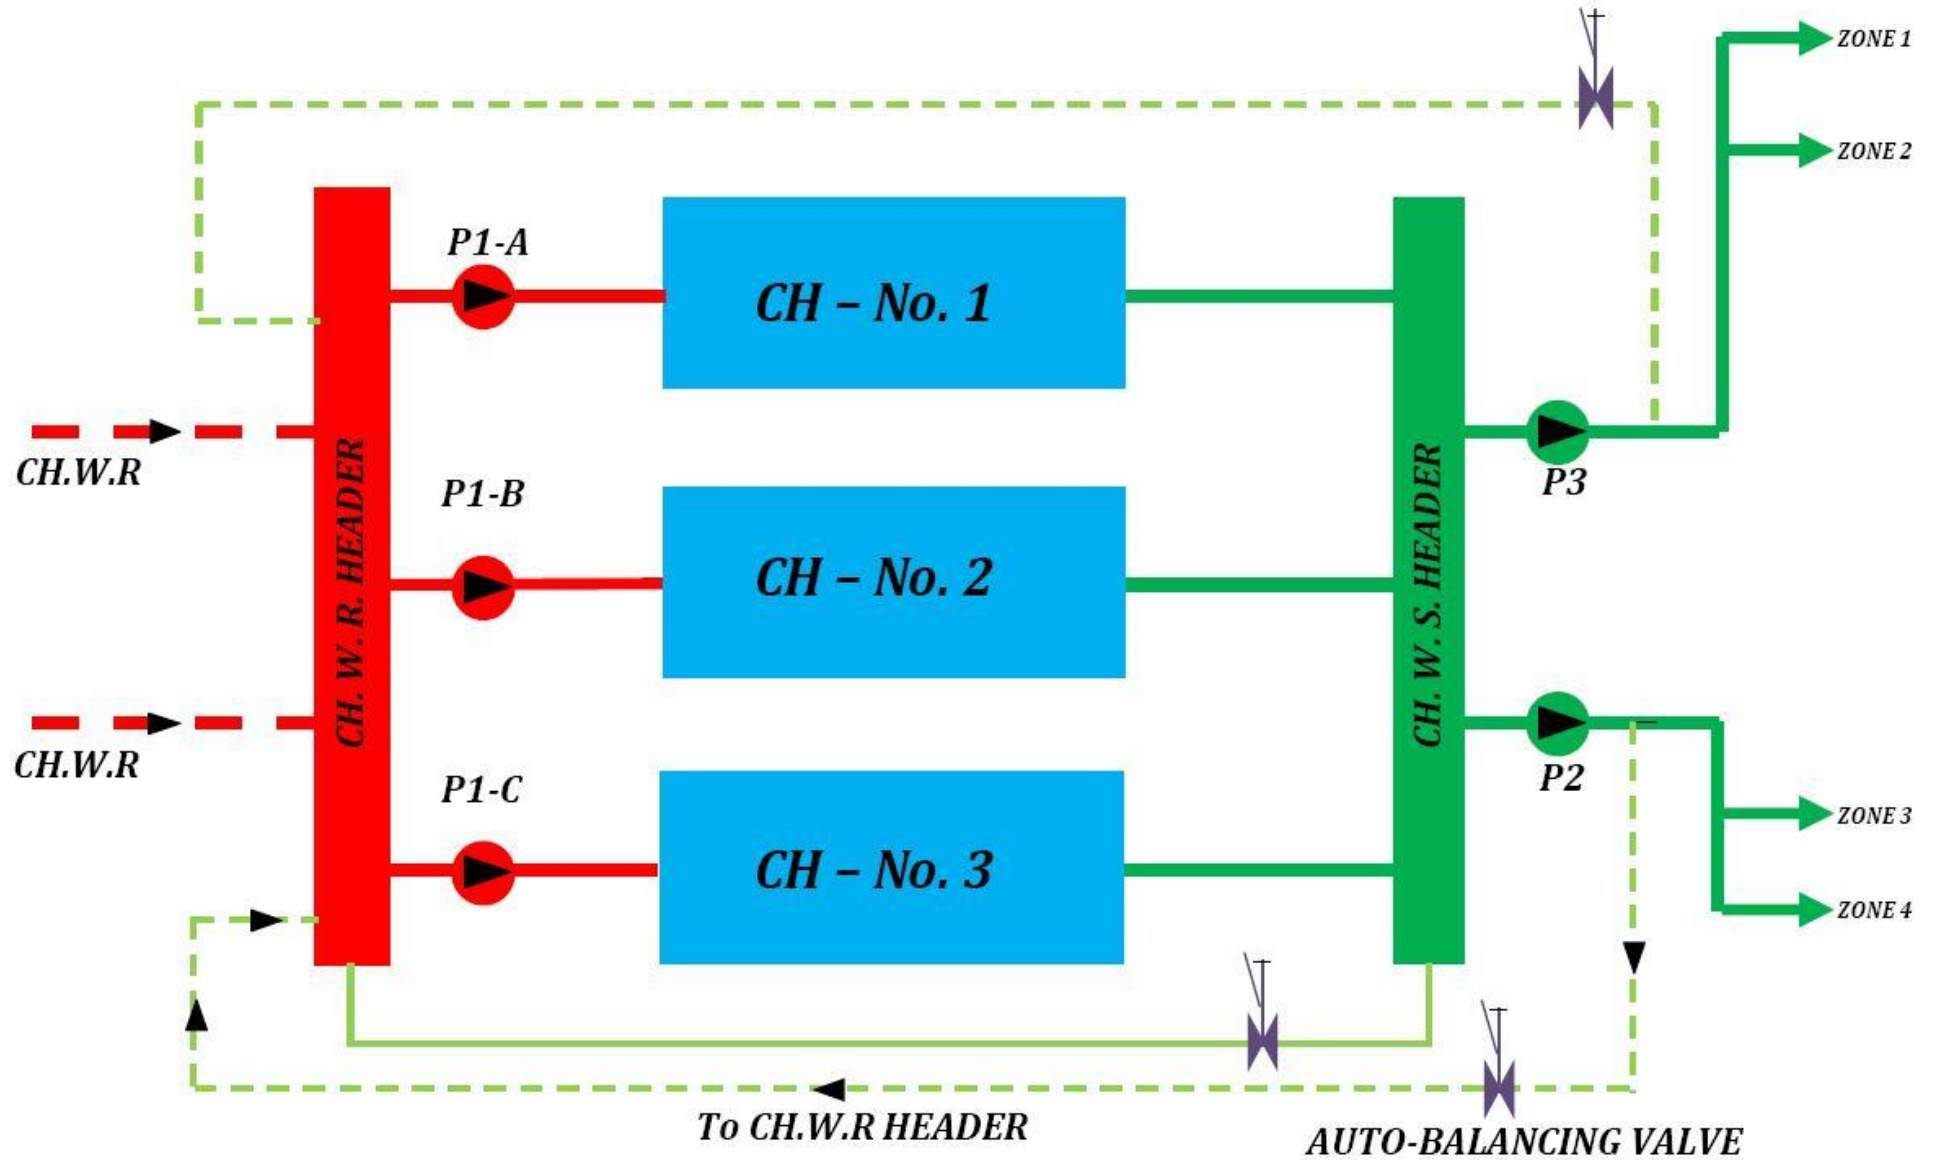 ZONE 1
ZONE 2
P1-A
CH – No. 1
CH.W.R
P3
P1-B
CH. W. R. HEADER
CH – No. 2
CH. W. S. HEADER
CH.W.R
P2
P1-C
ZONE 3
CH – No. 3
ZONE 4
To CH.W.R HEADER
AUTO-BALANCING VALVE